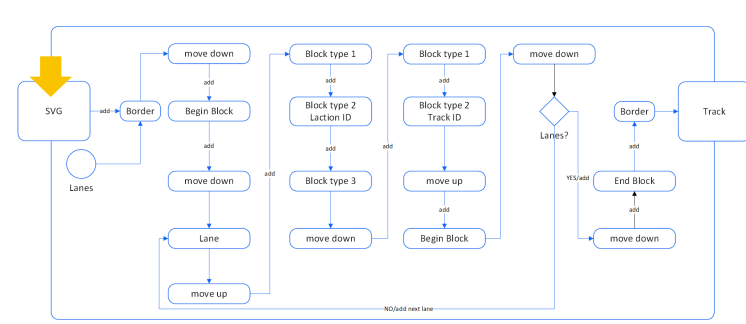 SVG
add
Border
Lanes
move down
add
Begin Block
add
move down
Lane
move up
add
Block type 1
add
Block type 2
Laction ID
add
Block type 3
move down
add
Block type 1
add
Block type 2
Track ID
move up
add
Begin Block
move down
Lanes?
YES/add
NO/add next lane
move down
add
End Block
add
Border
Track